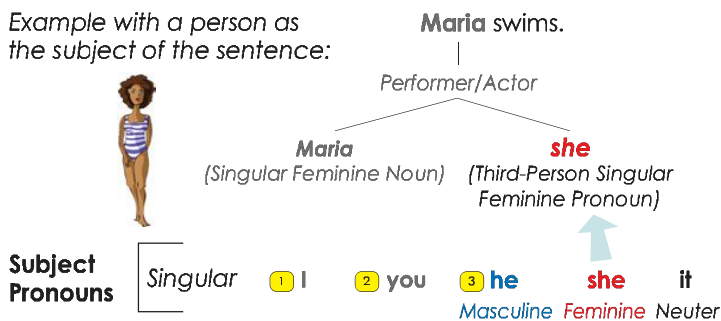 Example with a person as
the subject of the sentence:
Maria swims.
Performer/Actor
Maria
(Singular Feminine Noun)
she
(Third-Person Singular
Feminine Pronoun)
Subject
Pronouns
Singular
1 I
2 you
3 he she it
Masculine Feminine Neuter